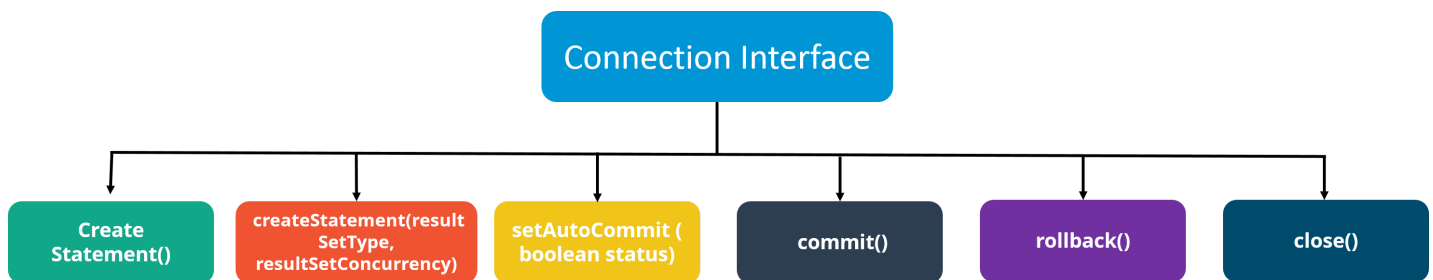 Connection Interface
Create
Statement()
createStatement(result
SetType,
resultSetConcurrency)
setAutoCommit (
boolean status)
commit()
rollback()
close()